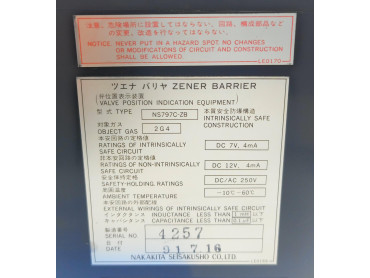 注意。危険場所に設置してはならない。回路、構成部品などの変更、改造を行なってはならない。
NOTICE. NEVER PUT IN A HAZARD SPOT. NO CHANGES
OR MODIFICATIONS OF CIRCUIT AND CONSTRUCTION
SHALL BE ALLOWED.
LE017D
ツエナ バリヤ ZENER BARRIER
(弁位置表示装置)
(VALVE POSITION INDICATION EQUIPMENT)
型式 TYPE NS797C-ZB 本質安全防爆構造
INTRINSICALLY SAFE
CONSTRUCTION
対象ガス
OBJECT GAS 2G4
本安回路の定格値
RATINGS OF INTRINSICALLY
SAFE CIRCUIT DC 7V, 4mA
非本安回路の定格値
RATINGS OF NON-INTRINSICALLY
SAFE CIRCUIT DC 12V, 4mA
安全保持定格
SAFETY-HOLDING RATINGS DC/AC 250V
周囲温度
AMBIENT TEMPERATURE -10℃-60℃
本安回路の外部配線
EXTERNAL WIRINGS OF INTRINSICALLY SAFE CIRCUIT
インダクタンス INDUCTANCE LESS THAN
キャパシタンス CAPACITANCE LESS THAN
製造番号
SERIAL NO 4257
日付
DATE 91.7.16
NAKAKITA SEISAKUSHO CO.,LTD